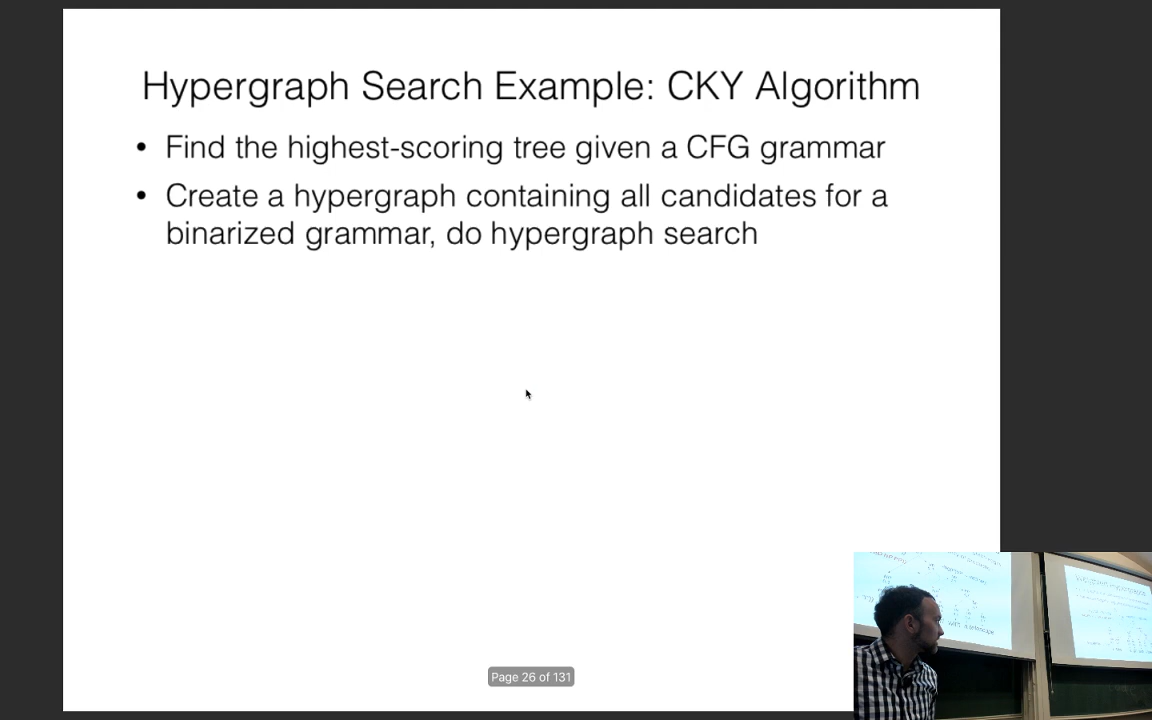 Hypergraph Search Example: CKY Algorithm
• Find the highest-scoring tree given a CFG grammar
• Create a hypergraph containing all candidates for a
binarized grammar, do hypergraph search
Page 26 of 131